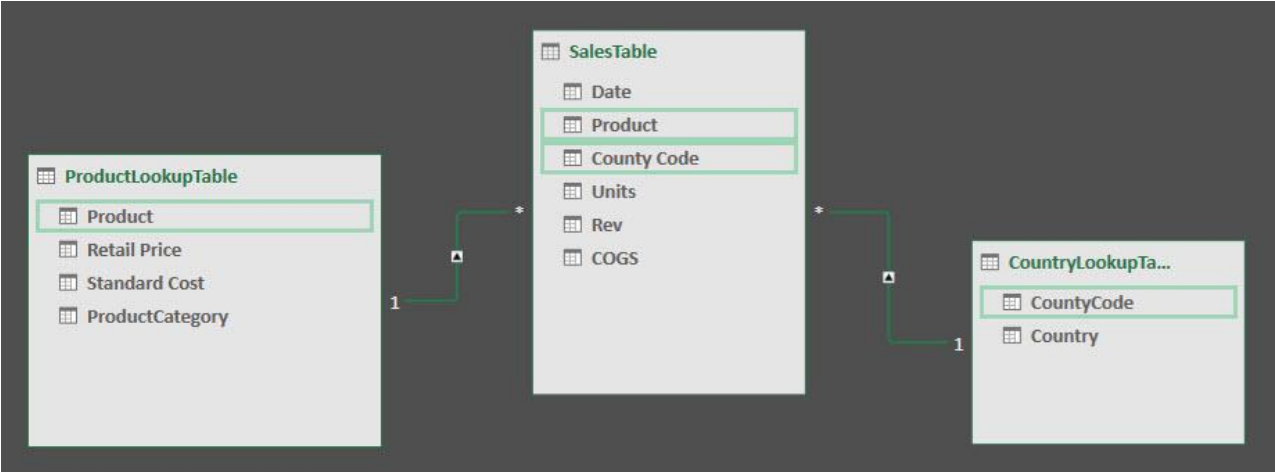 ProductLookupTable
Product
Retail Price
Standard Cost
ProductCategory
1
*
SalesTable
Date
Product
County Code
Units
Rev
COGS
*
1
CountryLookupTa...
CountyCode
Country